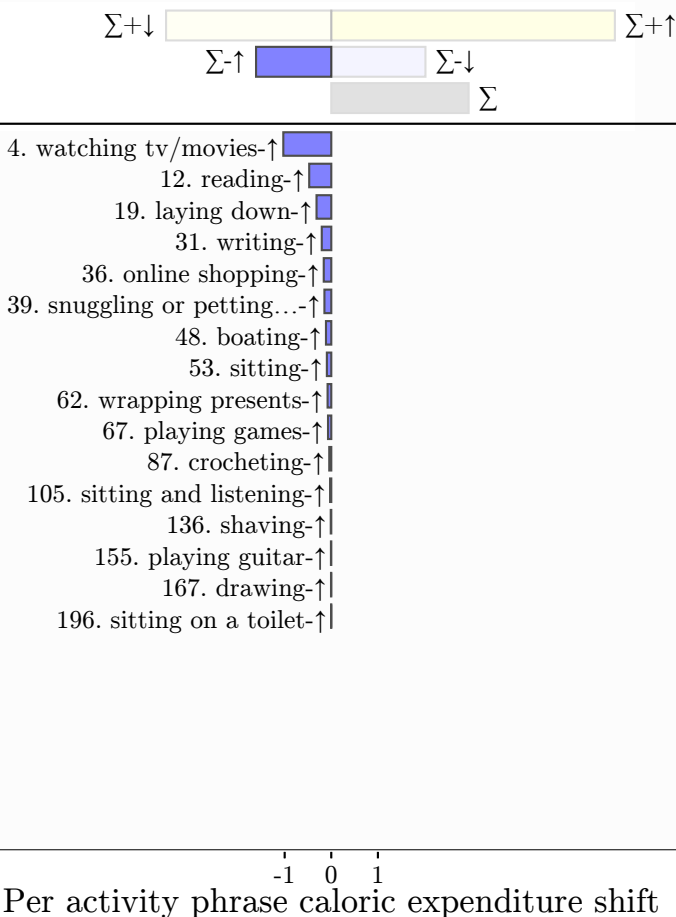 ∑+↓ ∑+↑
∑-↑ ∑-↓
∑
4. watching tv/movies-↑
12. reading-↑
19. laying down-↑
31. writing-↑
36. online shopping-↑
39. snuggling or petting...-↑
48. boating-↑
53. sitting-↑
62. wrapping presents-↑
67. playing games-↑
87. crocheting-↑
105. sitting and listening-↑
136. shaving-↑
155. playing guitar-↑
167. drawing-↑
196. sitting on a toilet-↑
-1 0 1
Per activity phrase caloric expenditure shift